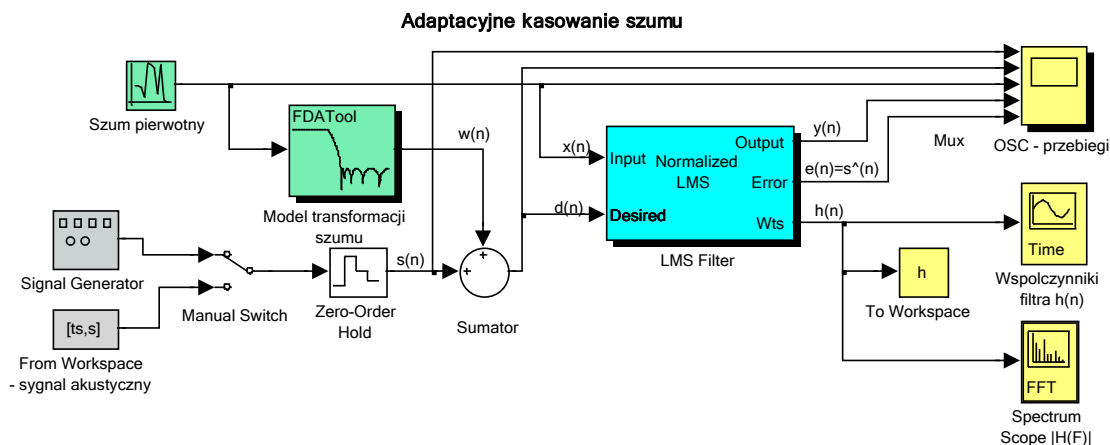 Adaptacyjne kasowanie szumu
Szum pierwotny
FDATool
w(n)
Model transformacji
szumu
x(n)
d(n)
Input
Normalized
LMS
Output
Error
Desired
Wts
LMS Filter
y(n)
e(n)=s^(n)
h(n)
Mux
OSC - przebiegi
Signal Generator
Manual Switch
[ts,s]
From Workspace
- sygnal akustyczny
Zero-Order
Hold
s(n)
+
+
Sumator
h
To Workspace
Time
Wspolczynniki
filtra h(n)
FFT
Spectrum
Scope |H(F)|